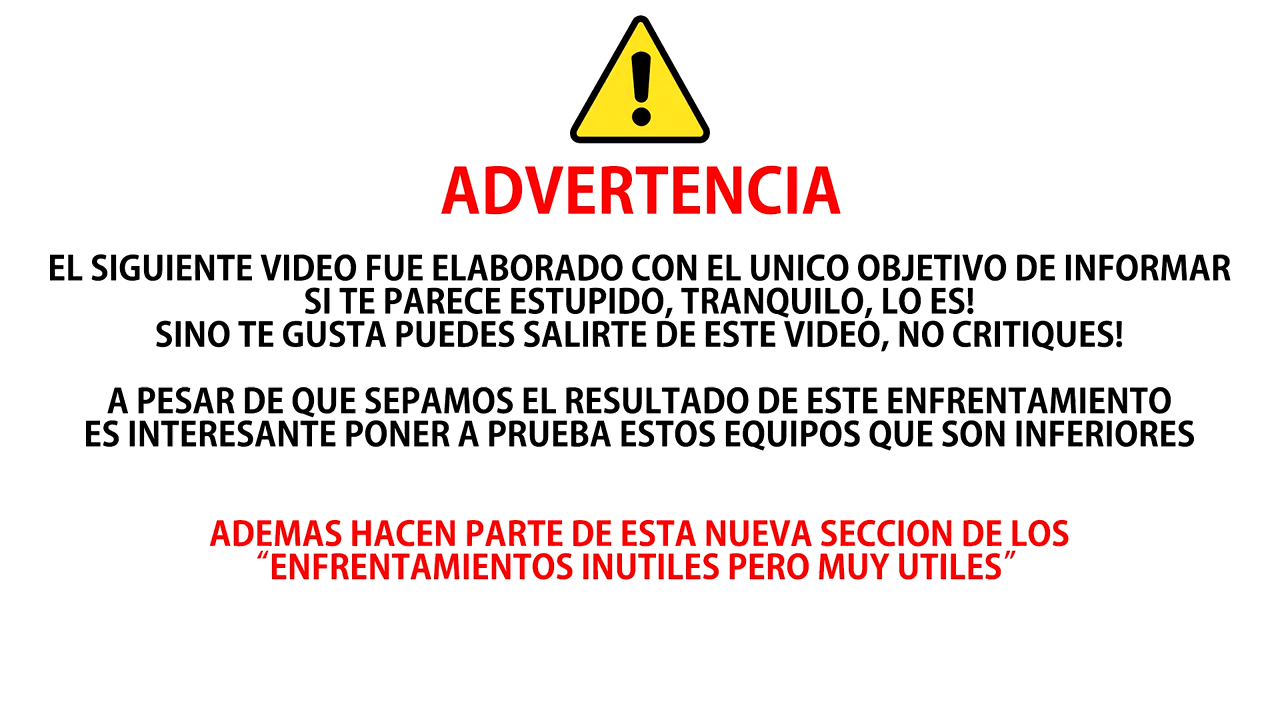 ADVERTENCIA
EL SIGUIENTE VIDEO FUE ELABORADO CON EL UNICO OBJETIVO DE INFORMAR
SI TE PARECE ESTUPIDO, TRANQUILO, LO ES!
SINO TE GUSTA PUEDES SALIRTE DE ESTE VIDEO, NO CRITIQUES!
A PESAR DE QUE SEPAMOS EL RESULTADO DE ESTE ENFRENTAMIENTO
ES INTERESANTE PONER A PRUEBA ESTOS EQUIPOS QUE SON INFERIORES
ADEMAS HACEN PARTE DE ESTA NUEVA SECCION DE LOS
“ENFRENTAMIENTOS INUTILES PERO MUY UTILES”